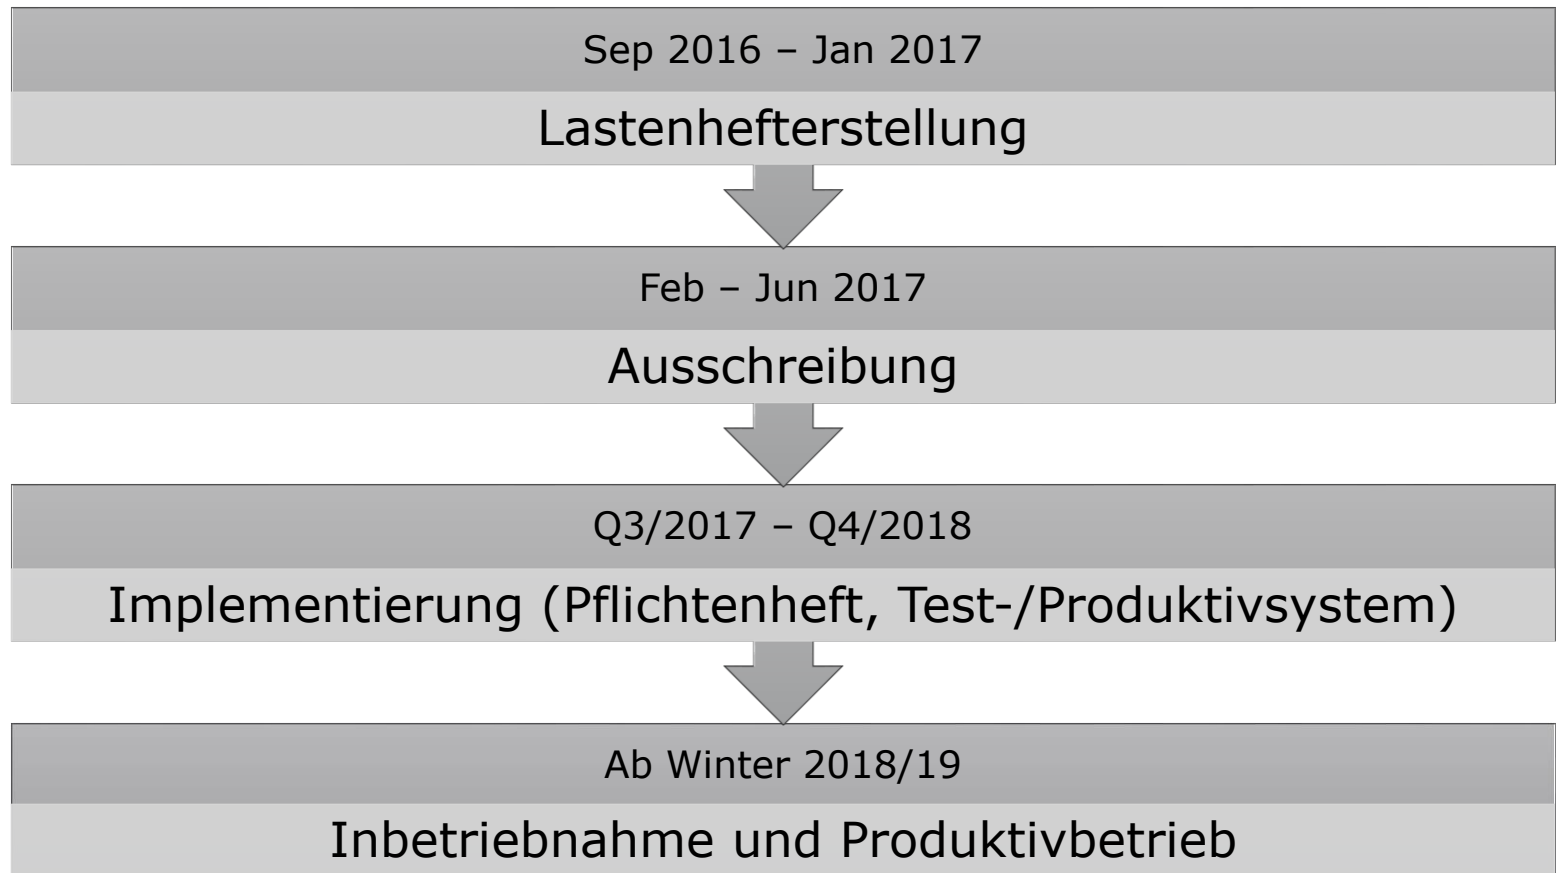 Sep 2016 – Jan 2017
Lastenhefterstellung
Feb – Jun 2017
Ausschreibung
Q3/2017 – Q4/2018
Implementierung (Pflichtenheft, Test-/Produktivsystem)
Ab Winter 2018/19
Inbetriebnahme und Produktivbetrieb